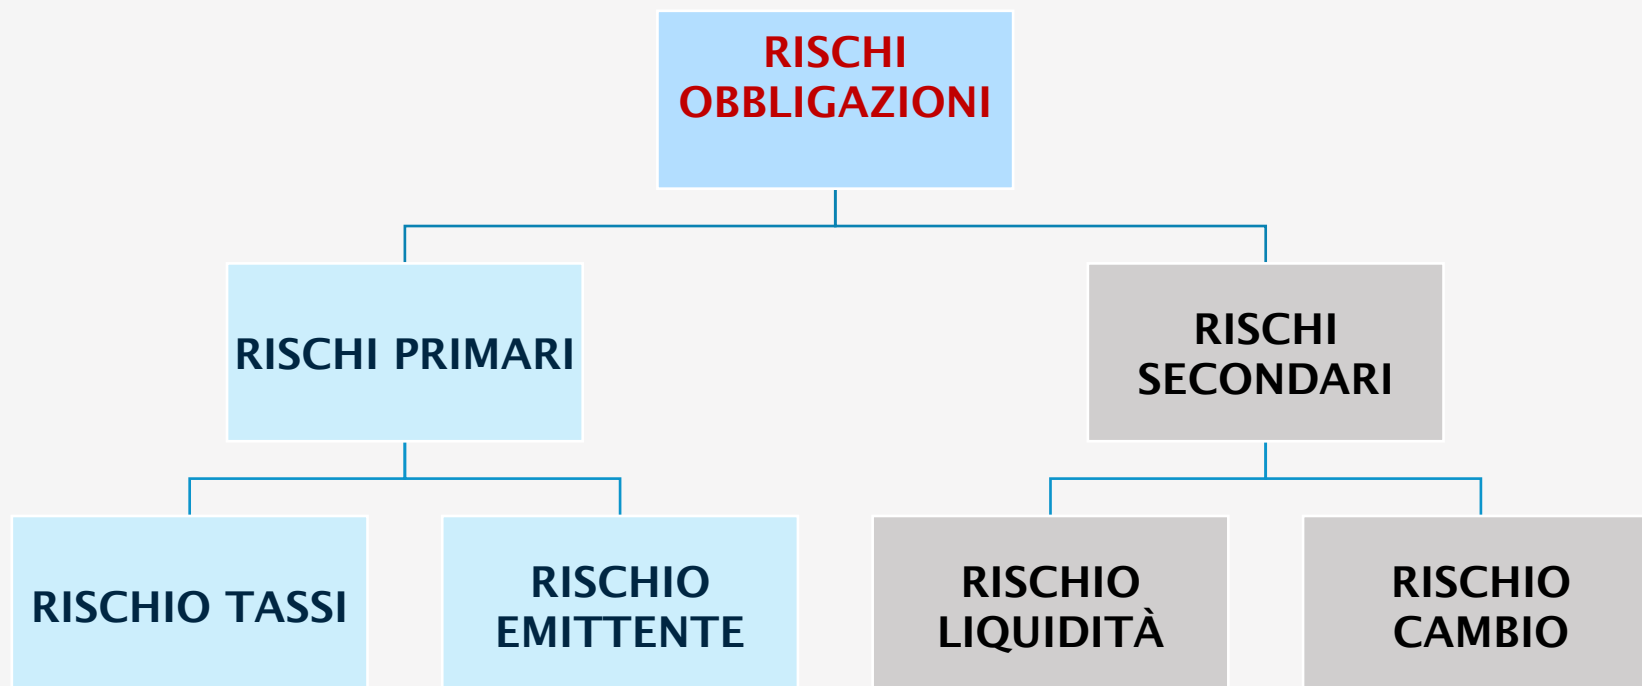 RISCHI
OBBLIGAZIONI
RISCHI PRIMARI
RISCHI
SECONDARI
RISCHIO TASSI
RISCHIO
EMITTENTE
RISCHIO
LIQUIDITÀ
RISCHIO
CAMBIO